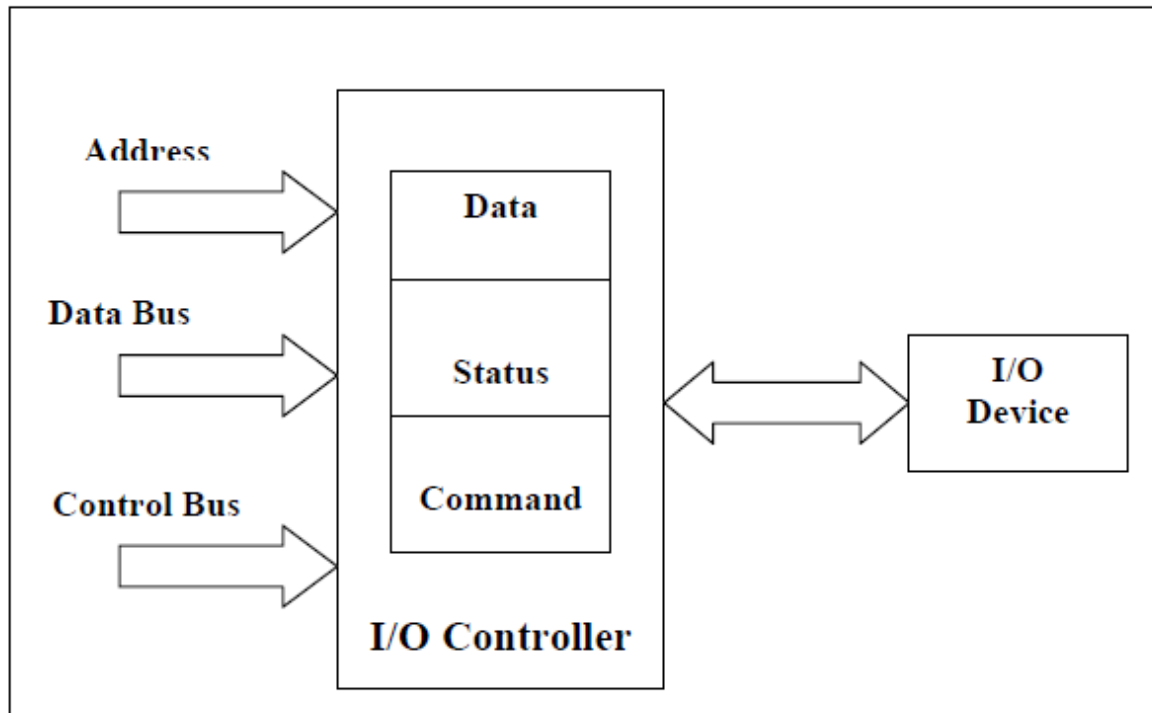 Address
Data
Data Bus
Status
I/O
Device
Control Bus
Command
I/O Controller